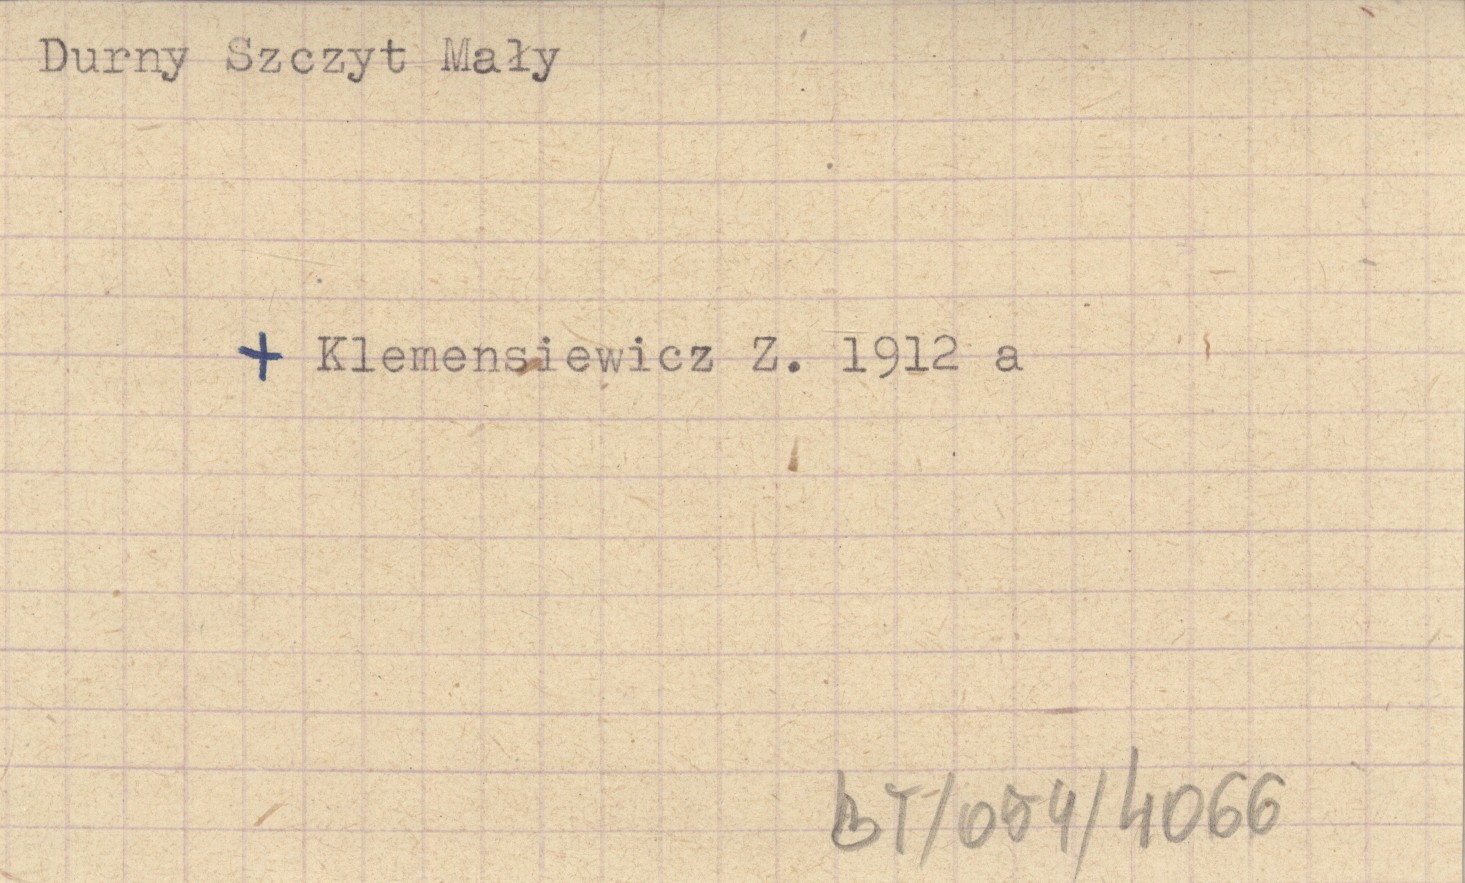 Durny Szczyt Mały
+ Klemensiewicz Z. 1912 a
BT/054/4066